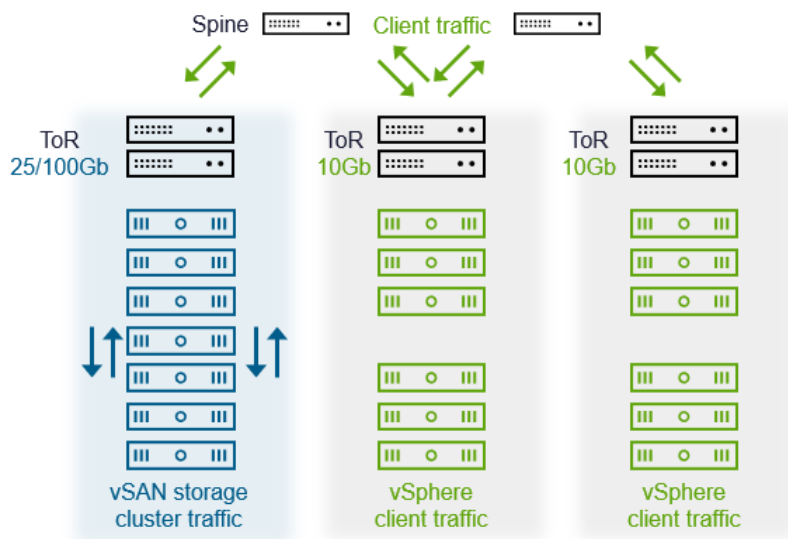 Spine
Client traffic
ToR
25/100Gb
ToR
10Gb
ToR
10Gb
vSAN storage
cluster traffic
vSphere
client traffic
vSphere
client traffic